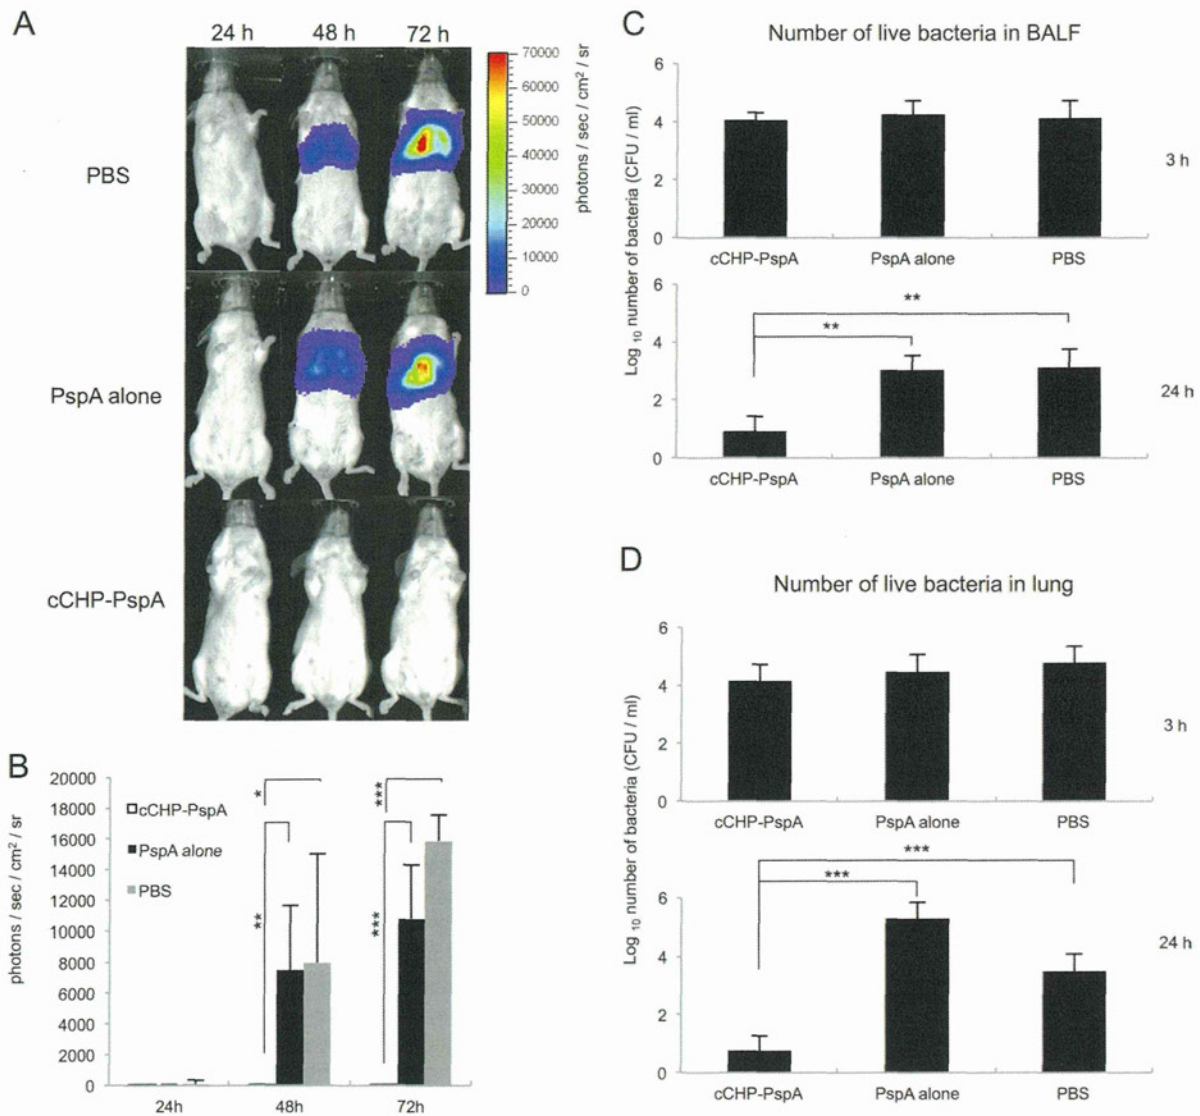 A
24 h 48 h 72 h
PBS
PspA alone
cCHP-PspA
70000
60000
50000
40000
30000
20000
10000
0
photons / sec / cm² / sr
B
photons / sec / cm² / sr
20000
18000
16000
14000
12000
10000
8000
6000
4000
2000
0
cCHP-PspA
PspA alone
PBS
*
**
***
***
24h 48h 72h
C
Number of live bacteria in BALF
Log 10 number of bacteria (CFU / ml)
6
4
2
0
cCHP-PspA PspA alone PBS
3 h
6
4
2
0
**
**
cCHP-PspA PspA alone PBS
24 h
D
Number of live bacteria in lung
Log 10 number of bacteria (CFU / ml)
6
4
2
0
cCHP-PspA PspA alone PBS
3 h
6
4
2
0
***
***
cCHP-PspA PspA alone PBS
24 h